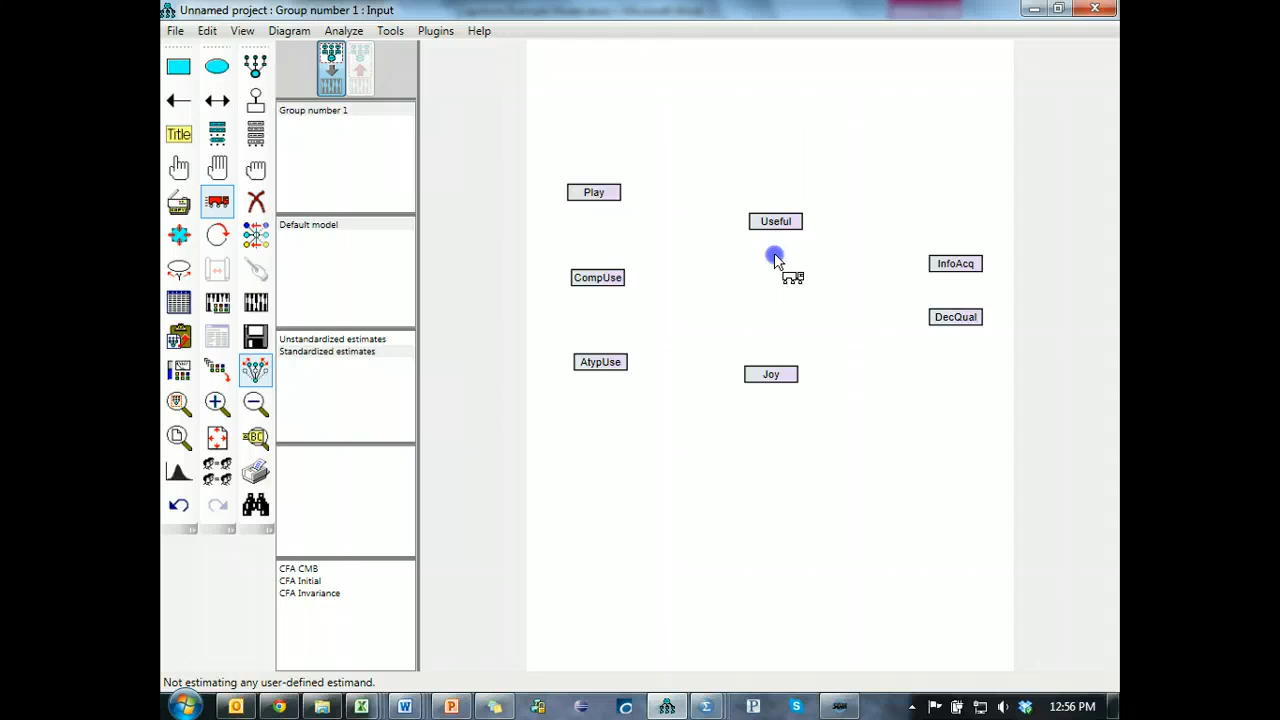 Unnamed project : Group number 1 : Input
File Edit View Diagram Analyze Tools Plugins Help
Title
Group number 1
Default model
Unstandardized estimates
Standardized estimates
CFA CMB
CFA Initial
CFA Invariance
Play
Useful
InfoAcq
CompUse
DecQual
AtypUse
Joy
Not estimating any user-defined estimand.
12:56 PM